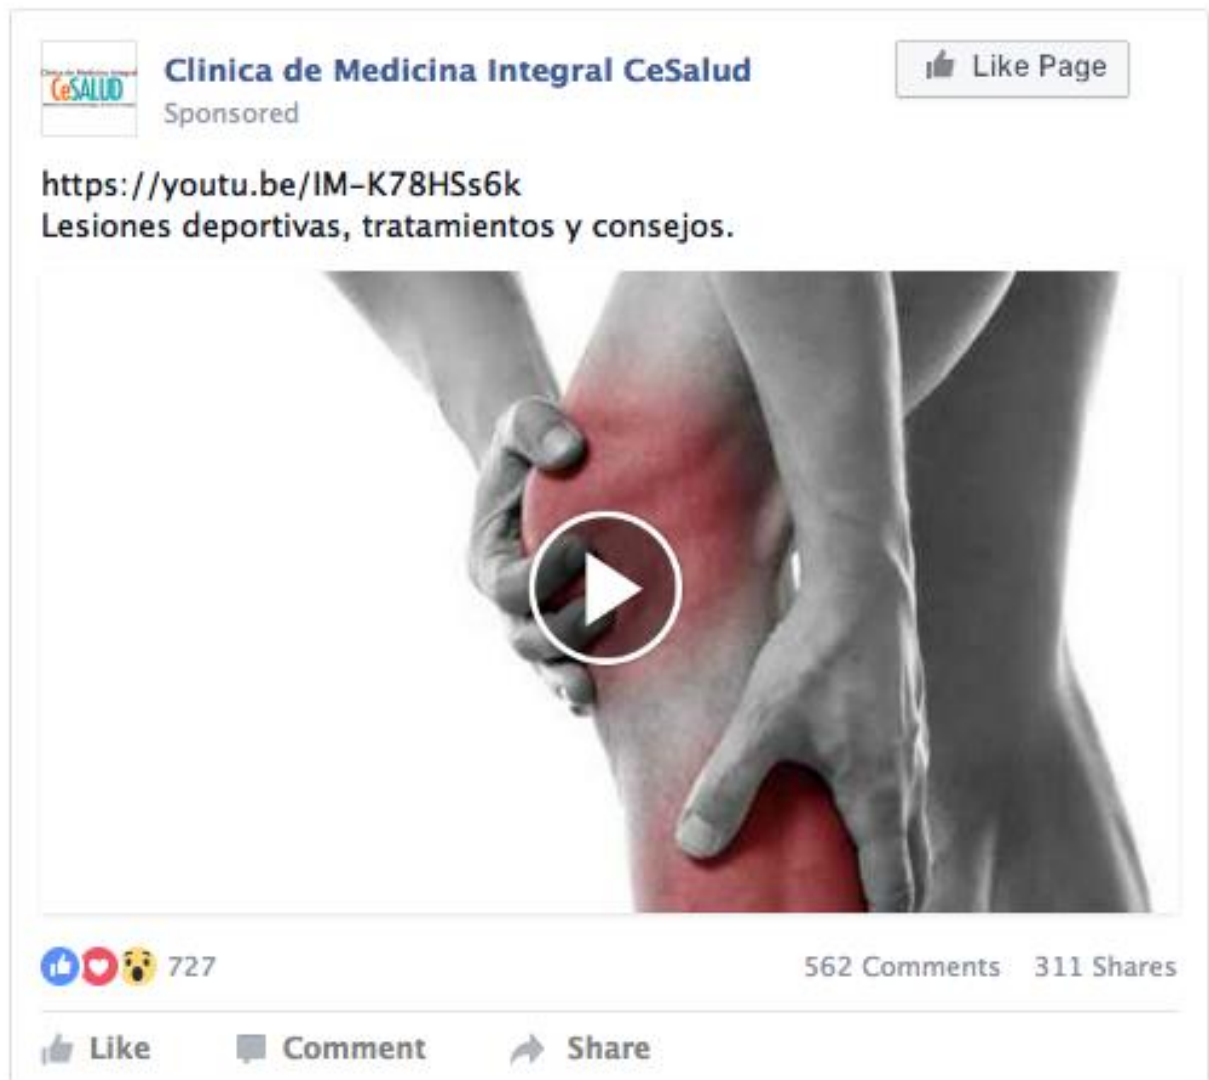 CeSALUD
Clinica de Medicina Integral CeSalud
Sponsored
Like Page
https://youtu.be/IM-K78HSs6k
Lesiones deportivas, tratamientos y consejos.
727
562 Comments
311 Shares
Like
Comment
Share